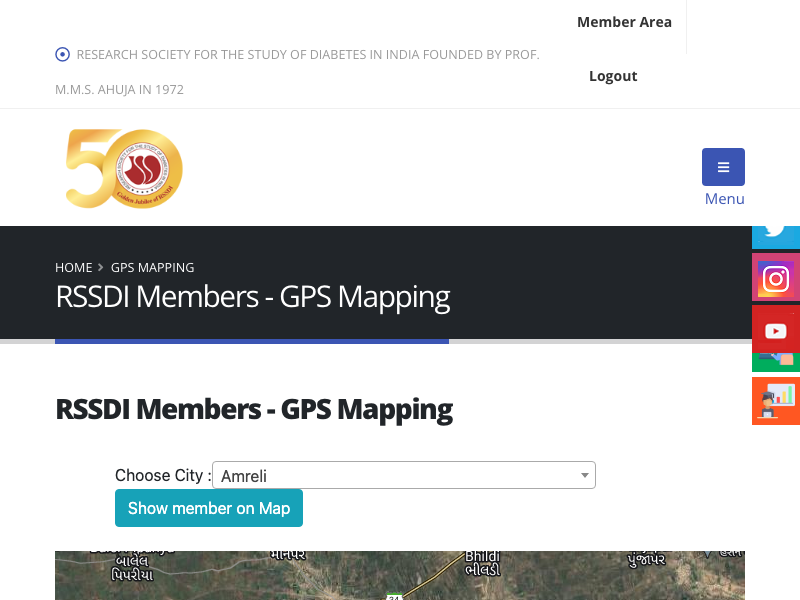 Member Area
RESEARCH SOCIETY FOR THE STUDY OF DIABETES IN INDIA FOUNDED BY PROF.
M.M.S. AHUJA IN 1972
Logout
50
Golden Jubilee of RSSDI
Menu
HOME > GPS MAPPING
RSSDI Members - GPS Mapping
RSSDI Members - GPS Mapping
Choose City : Amreli
Show member on Map
બાલેલ
પિપરીયા
Bhildi
ભીલડી
પુંજાપર